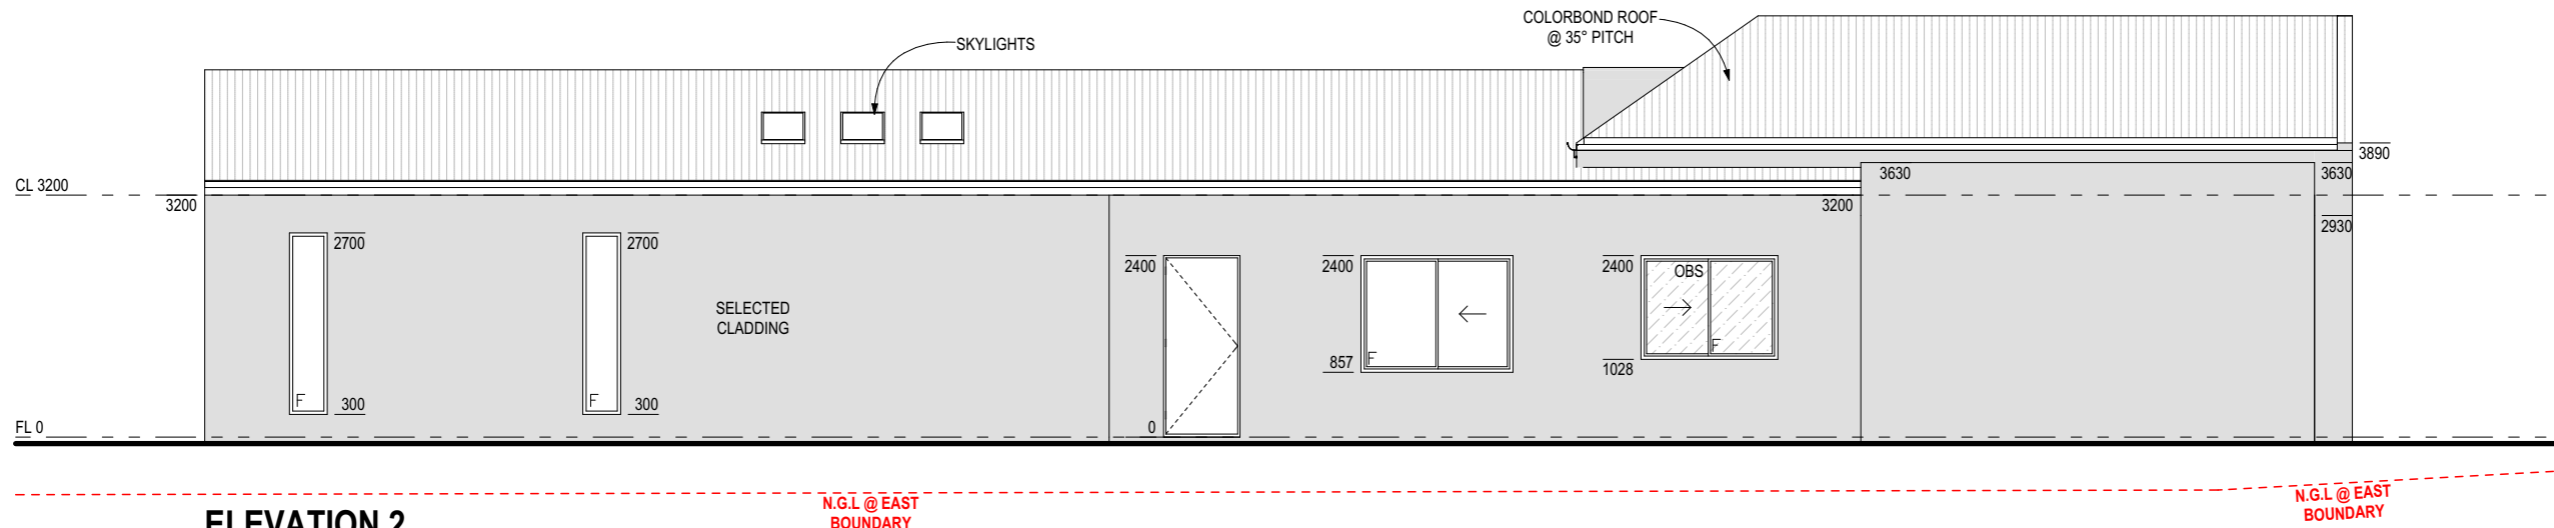 COLORBOND ROOF
@ 35° PITCH
SKYLIGHTS
3890
3630
3630
CL 3200
3200
3200
2930
2700
2700
2400
2400
2400
OBS
SELECTED
CLADDING
857
F
F
1028
F
300
F
300
FL 0
0
N.G.L @ EAST
BOUNDARY
N.G.L @ EAST
BOUNDARY
ELEVATION 2